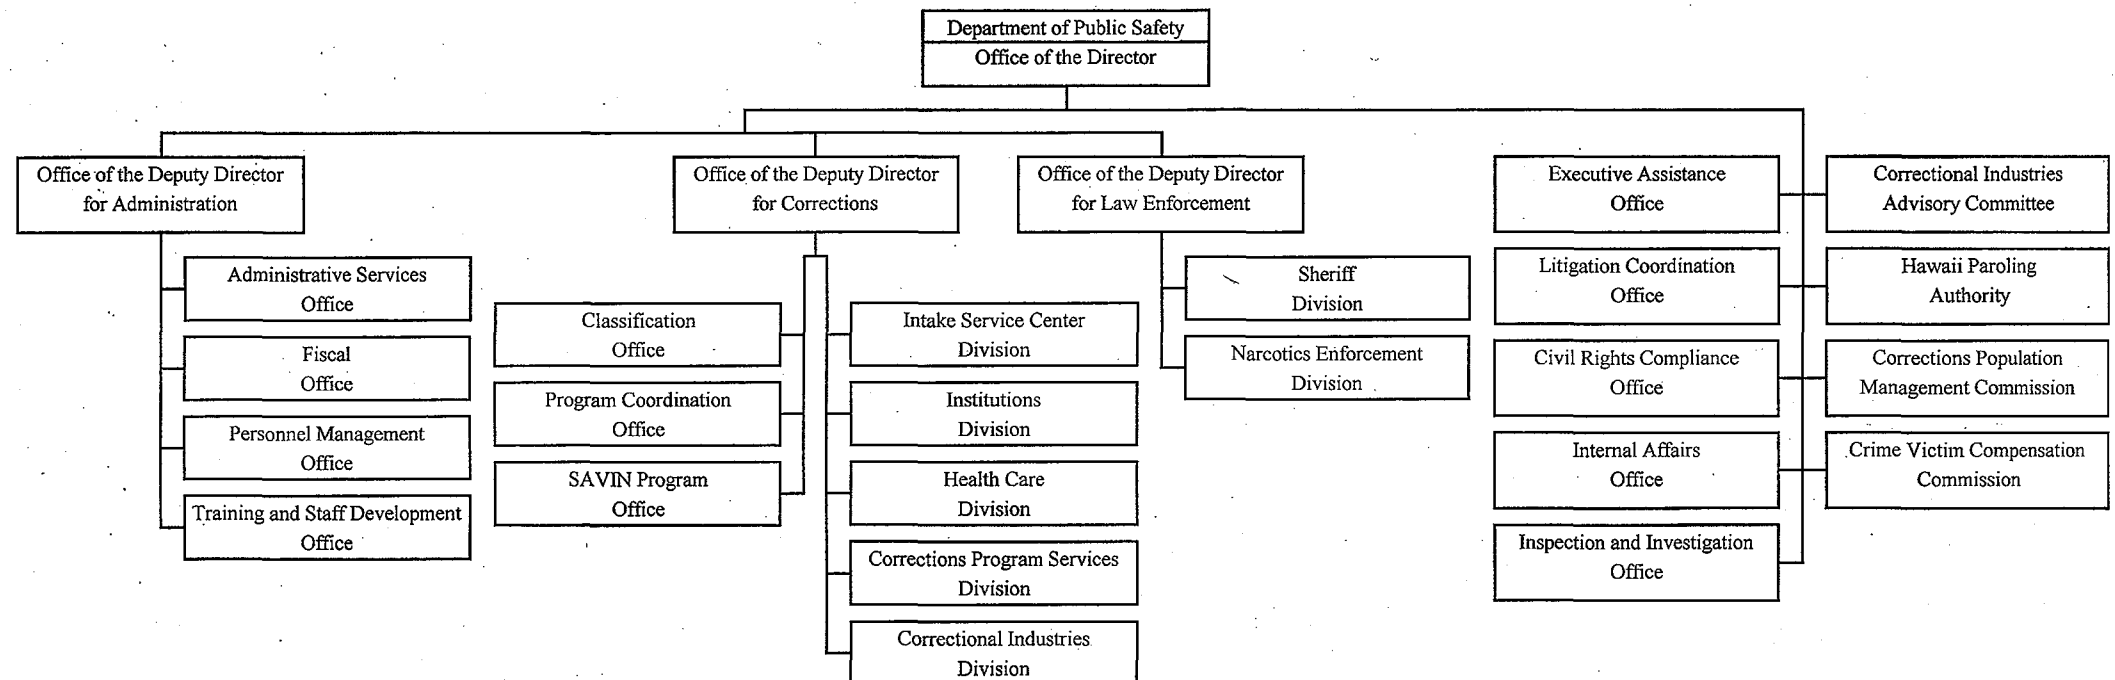 Department of Public Safety
Office of the Director
Office of the Deputy Director
for Administration
Administrative Services
Office
Fiscal
Office
Personnel Management
Office
Training and Staff Development
Office
Office of the Deputy Director
for Corrections
Classification
Office
Program Coordination
Office
SAVIN Program
Office
Intake Service Center
Division
Institutions
Division
Health Care
Division
Corrections Program Services
Division
Correctional Industries
Division
Office of the Deputy Director
for Law Enforcement
Sheriff
Division
Narcotics Enforcement
Division
Executive Assistance
Office
Litigation Coordination
Office
Civil Rights Compliance
Office
Internal Affairs
Office
Inspection and Investigation
Office
Correctional Industries
Advisory Committee
Hawaii Paroling
Authority
Corrections Population
Management Commission
Crime Victim Compensation
Commission